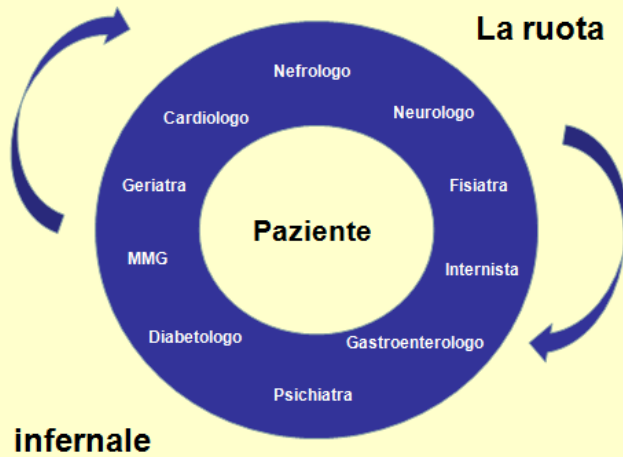 La ruota
Nefrologo
Cardiologo
Neurologo
Geriatra
Fisiatra
Paziente
MMG
Internista
Diabetologo
Gastroenterologo
Psichiatra
infernale